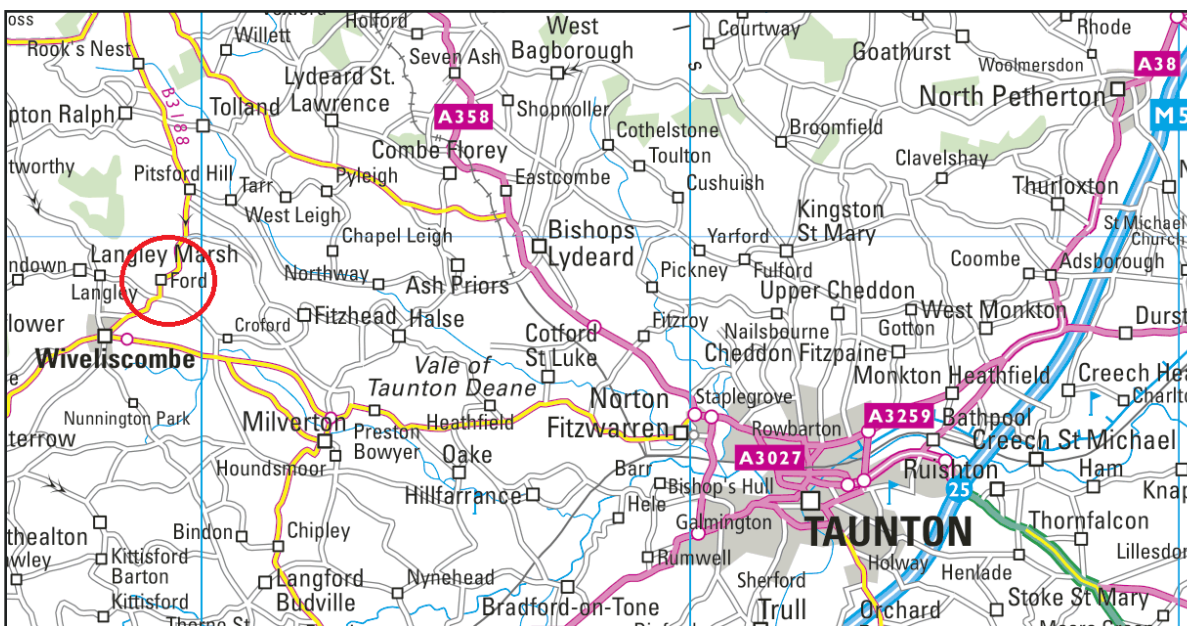 oss
Rook's Nest
Willett
Holford
Seven Ash
West
Bagborough
Courtway
Goathurst
Rhode
Woolmersdon
A38
North Petherton
M5
pton Ralph
B3188
Tolland
Lydeard St.
Lawrence
A358
Shopnoller
Cothelstone
Toulton
Broomfield
Clavelshay
Combe Florey
tworthy
Pitsford Hill
Tarr
Pyleigh
West Leigh
Eastcombe
Cushuish
Thurloxton
Kingston
St Mary
St Michael
Church
Bishops
Lydeard
Chapel Leigh
Yarford
Langley Marsh
ndown
Langley
Ford
Northway
Ash Priors
Pickney
Fulford
Coombe
Adsborough
Upper Cheddon
West Monkton
Durst
lower
Croford
Fitzhead
Halse
Cotford
St Luke
Fitzroy
Nailsbourne
Gotton
Cheddon Fitzpaine
Wiveliscombe
e
Vale of
Taunton Deane
Monkton Heathfield
Creech Hea
Charlto
Nunnington Park
Milverton
Heathfield
Norton
Fitzwarren
Staplegrove
Rowbarton
A3259
Bathpool
Creech St Michael
terrow
Preston
Bowyer
Houndsmoor
Oake
Hillfarrance
Barr
A3027
Bishop's Hull
Ruishton
Ham
25
Knap
Hele
Galmington
TAUNTON
Thornfalcon
thealton
wley
Bindon
Chipley
Rumwell
Holway
Henlade
Lillesdon
Kittisford
Barton
Kittisford
Langford
Budville
Nynehead
Bradford-on-Tone
Sherford
Trull
Orchard
Stoke St Mary